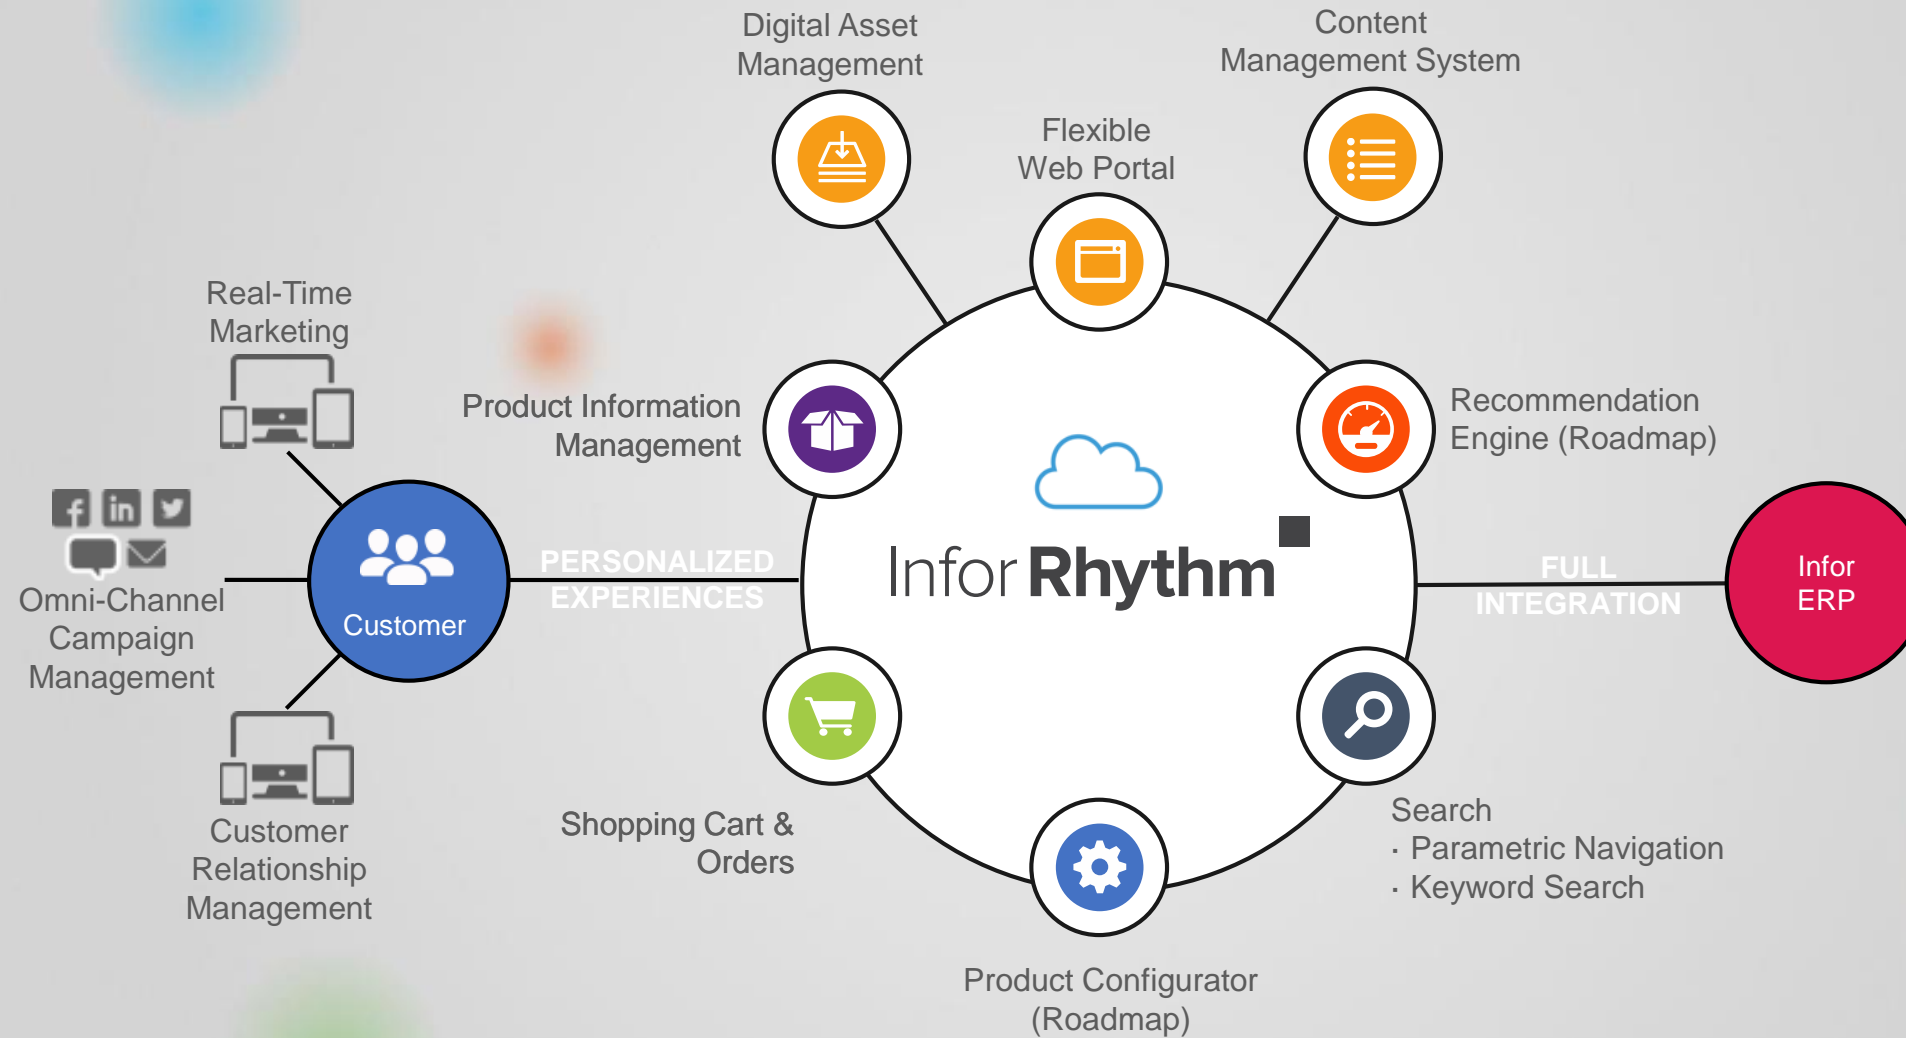 Digital Asset
Management
Content
Management System
Flexible
Web Portal
Real-Time
Marketing
Product Information
Management
Recommendation
Engine (Roadmap)
f in
Omni-Channel
Campaign
Management
Customer
PERSONALIZED
EXPERIENCES
Infor Rhythm
FULL
INTEGRATION
Infor
ERP
Customer
Relationship
Management
Shopping Cart &
Orders
Search
· Parametric Navigation
· Keyword Search
Product Configurator
(Roadmap)